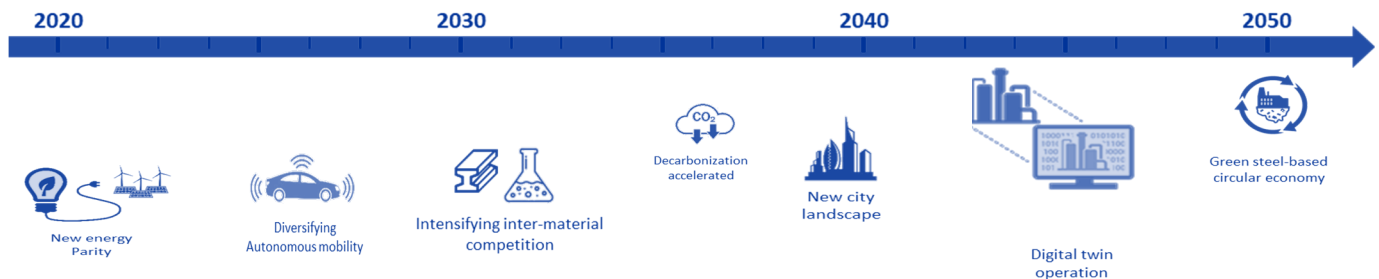 2020
2030
2040
2050
New energy
Parity
Diversifying
Autonomous mobility
Intensifying inter-material
competition
CO₂
Decarbonization
accelerated
New city
landscape
Digital twin
operation
Green steel-based
circular economy